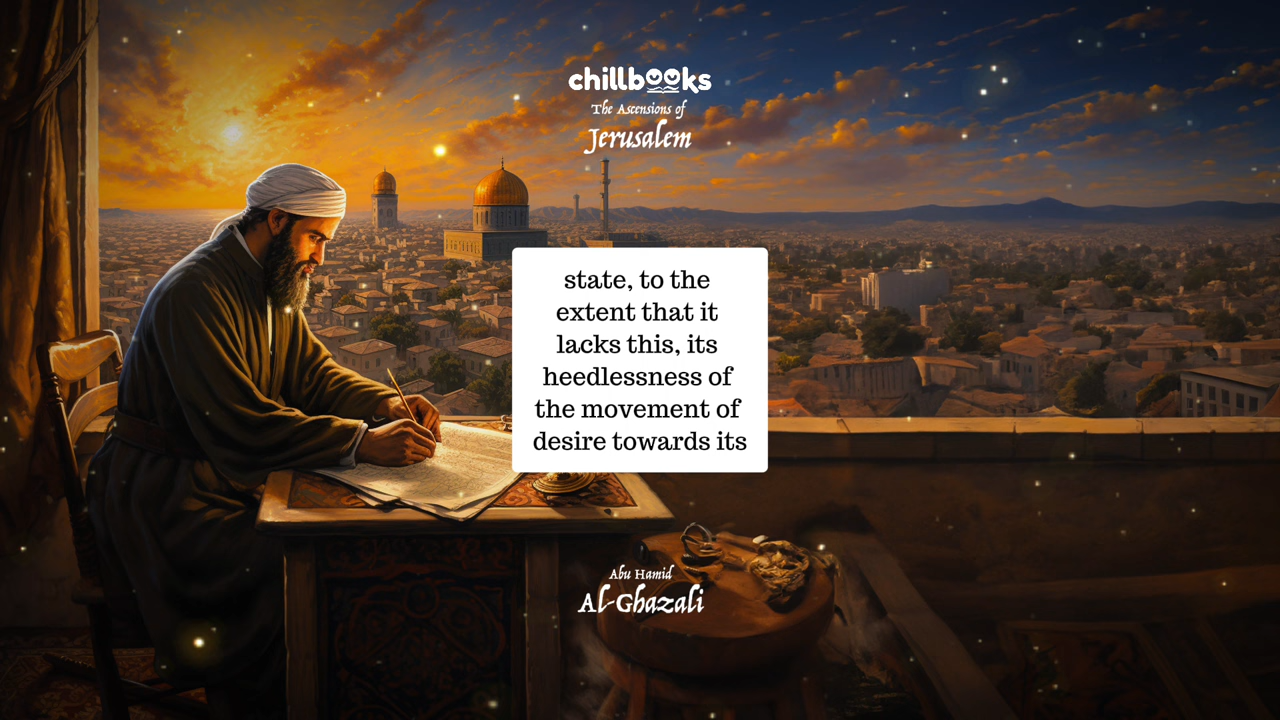 chillbooks
The Ascensions of
Jerusalem
state, to the
extent that it
lacks this, its
heedlessness of
the movement of
desire towards its
Abu Hamid
Al-Ghazali